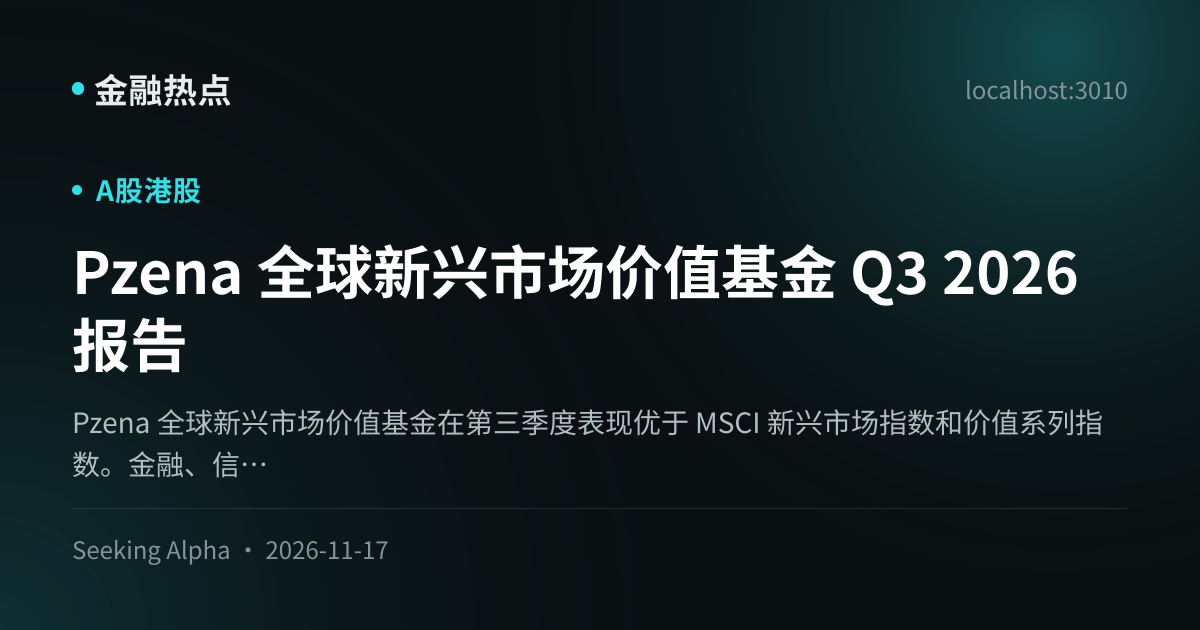 金融热点
localhost:3010
A股港股
Pzena 全球新兴市场价值基金 Q3 2026
报告
Pzena 全球新兴市场价值基金在第三季度表现优于 MSCI 新兴市场指数和价值系列指
数。金融、信…
Seeking Alpha · 2026-11-17